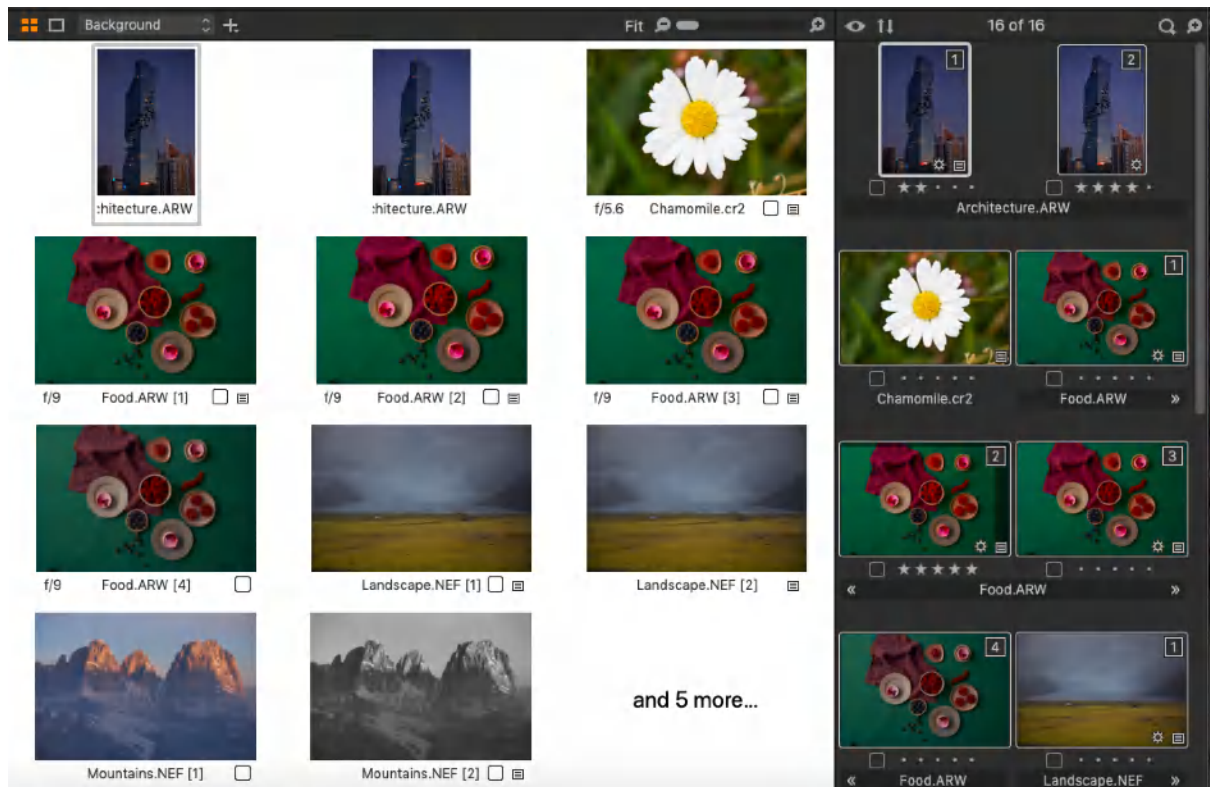 Background
Fit
16 of 16
:hitecture.ARW
:hitecture.ARW
f/5.6 Chamomile.cr2
f/9 Food.ARW [1]
f/9 Food.ARW [2]
f/9 Food.ARW [3]
f/9 Food.ARW [4]
Landscape.NEF [1]
Landscape.NEF [2]
Mountains.NEF [1]
Mountains.NEF [2]
and 5 more...
1
2
Architecture.ARW
1
Chamomile.cr2
Food.ARW »
2
3
« Food.ARW »
4
1
« Food.ARW
Landscape.NEF »